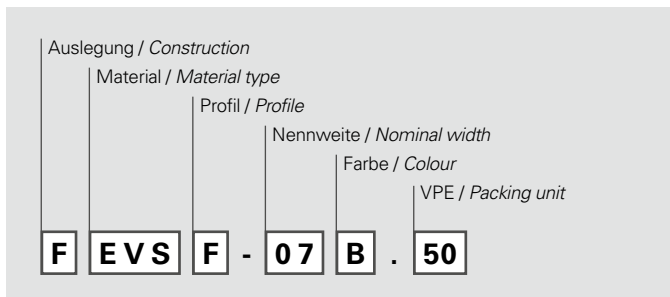 Auslegung / Construction
Material / Material type
Profil / Profile
Nennweite / Nominal width
Farbe / Colour
VPE / Packing unit
F EVS F - 07 B . 50